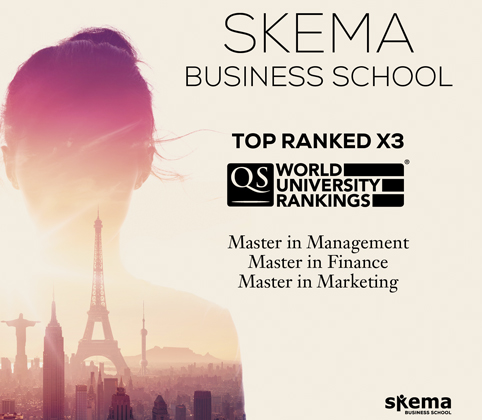 SKEMA
BUSINESS SCHOOL
TOP RANKED X3
QS WORLD
UNIVERSITY
RANKINGS
®
Master in Management
Master in Finance
Master in Marketing
skema
BUSINESS SCHOOL